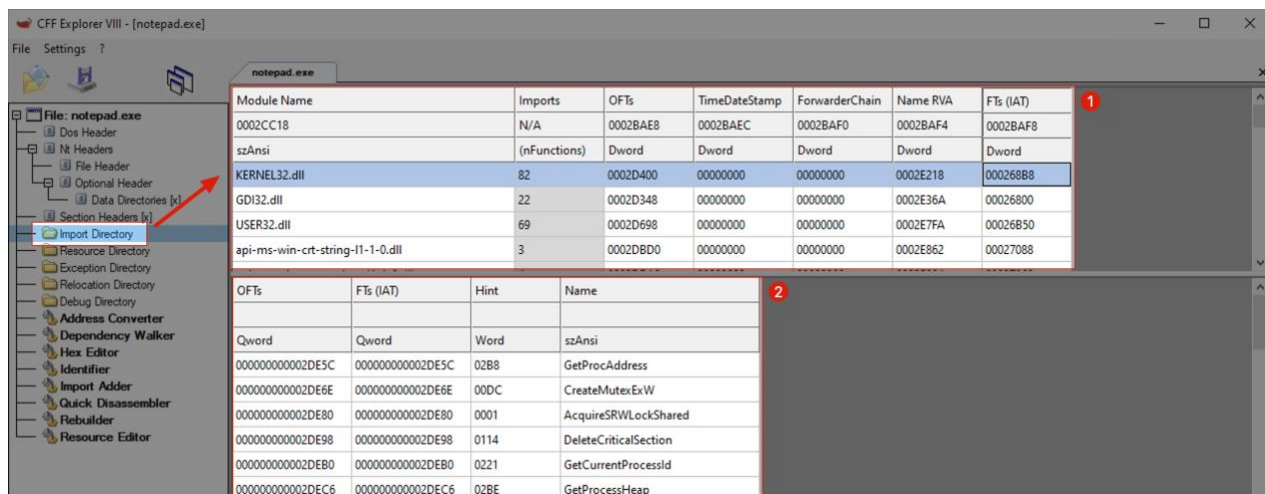 CFF Explorer VIII - [notepad.exe]
File Settings ?
notepad.exe
File: notepad.exe
Dos Header
Nt Headers
File Header
Optional Header
Data Directories [x]
Section Headers [x]
Import Directory
Resource Directory
Exception Directory
Relocation Directory
Debug Directory
Address Converter
Dependency Walker
Hex Editor
Identifier
Import Adder
Quick Disassembler
Rebuilder
Resource Editor
Module Name Imports OFTs TimeDateStamp ForwarderChain Name RVA FTs (IAT) 1
0002CC18 N/A 0002BAE8 0002BAEC 0002BAF0 0002BAF4 0002BAF8
szAnsi (nFunctions) Dword Dword Dword Dword Dword
KERNEL32.dll 82 0002D400 00000000 00000000 0002E218 000268B8
GDI32.dll 22 0002D348 00000000 00000000 0002E36A 00026800
USER32.dll 69 0002D698 00000000 00000000 0002E7FA 00026B50
api-ms-win-crt-string-l1-1-0.dll 3 0002DBD0 00000000 00000000 0002E862 00027088
OFTs FTs (IAT) Hint Name 2
Qword Qword Word szAnsi
000000000002DE5C 000000000002DE5C 02B8 GetProcAddress
000000000002DE6E 000000000002DE6E 00DC CreateMutexExW
000000000002DE80 000000000002DE80 0001 AcquireSRWLockShared
000000000002DE98 000000000002DE98 0114 DeleteCriticalSection
000000000002DEB0 000000000002DEB0 0221 GetCurrentProcessId
000000000002DEC6 000000000002DEC6 02BE GetProcessHeap